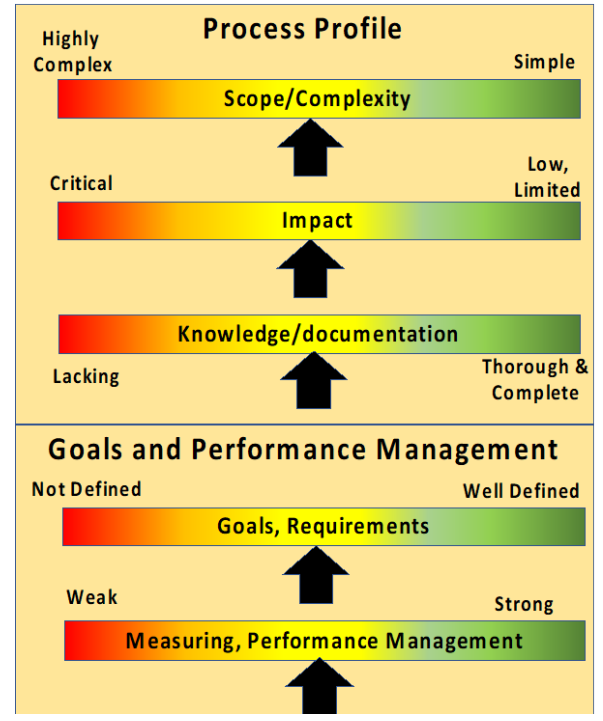 Process Profile
Highly
Complex
Simple
Scope/Complexity
Critical
Low,
Limited
Impact
Knowledge/documentation
Lacking
Thorough &
Complete
Goals and Performance Management
Not Defined
Well Defined
Goals, Requirements
Weak
Strong
Measuring, Performance Management